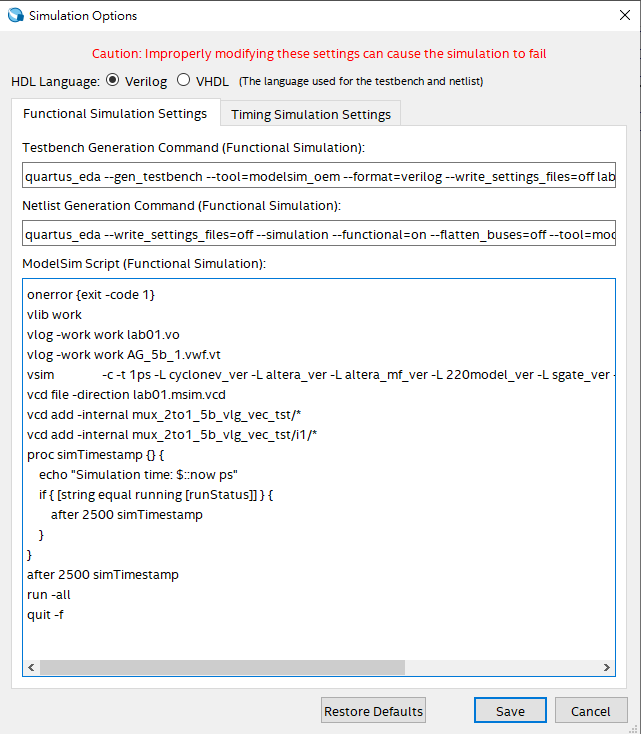 Simulation Options
Caution: Improperly modifying these settings can cause the simulation to fail
HDL Language: Verilog VHDL (The language used for the testbench and netlist)
Functional Simulation Settings Timing Simulation Settings
Testbench Generation Command (Functional Simulation):
quartus_eda --gen_testbench --tool=modelsim_oem --format=verilog --write_settings_files=off lab
Netlist Generation Command (Functional Simulation):
quartus_eda --write_settings_files=off --simulation --functional=on --flatten_buses=off --tool=mod
ModelSim Script (Functional Simulation):
onerror {exit -code 1}
vlib work
vlog -work work lab01.vo
vlog -work work AG_5b_1.vwf.vt
vsim -c -t 1ps -L cyclonev_ver -L altera_ver -L altera_mf_ver -L 220model_ver -L sgate_ver -
vcd file -direction lab01.msim.vcd
vcd add -internal mux_2to1_5b_vlg_vec_tst/*
vcd add -internal mux_2to1_5b_vlg_vec_tst/i1/*
proc simTimestamp {} {
echo "Simulation time: $::now ps"
if { [string equal running [runStatus]] } {
after 2500 simTimestamp
}
}
after 2500 simTimestamp
run -all
quit -f
Restore Defaults Save Cancel